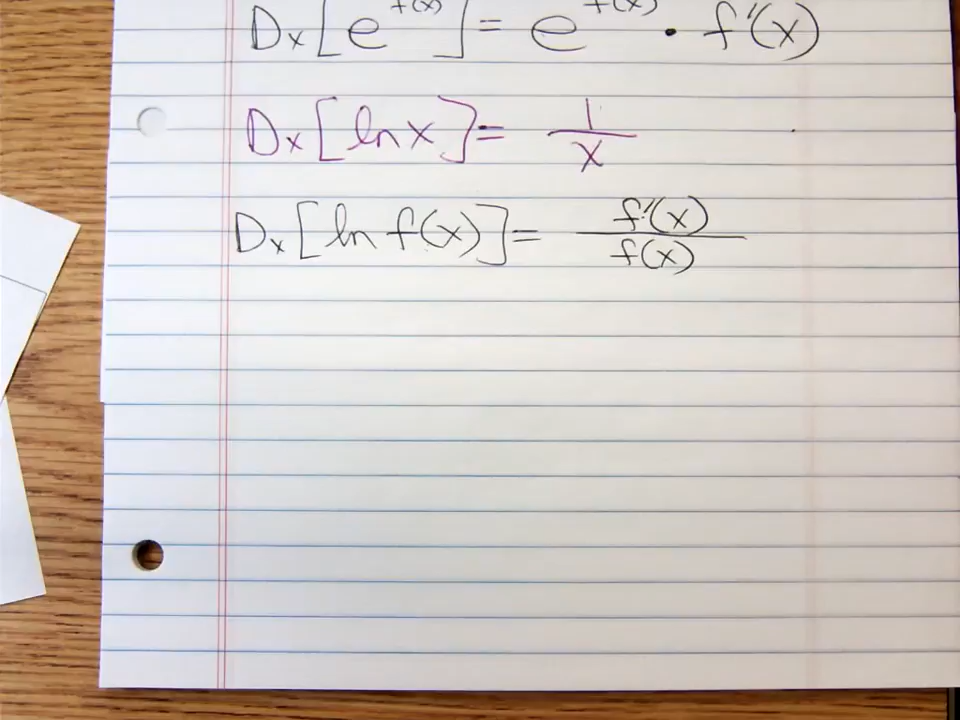 Dx[e^f(x)] = e^f(x) · f'(x)
Dx[ln x] = 1/x
Dx[ln f(x)] = f'(x)/f(x)